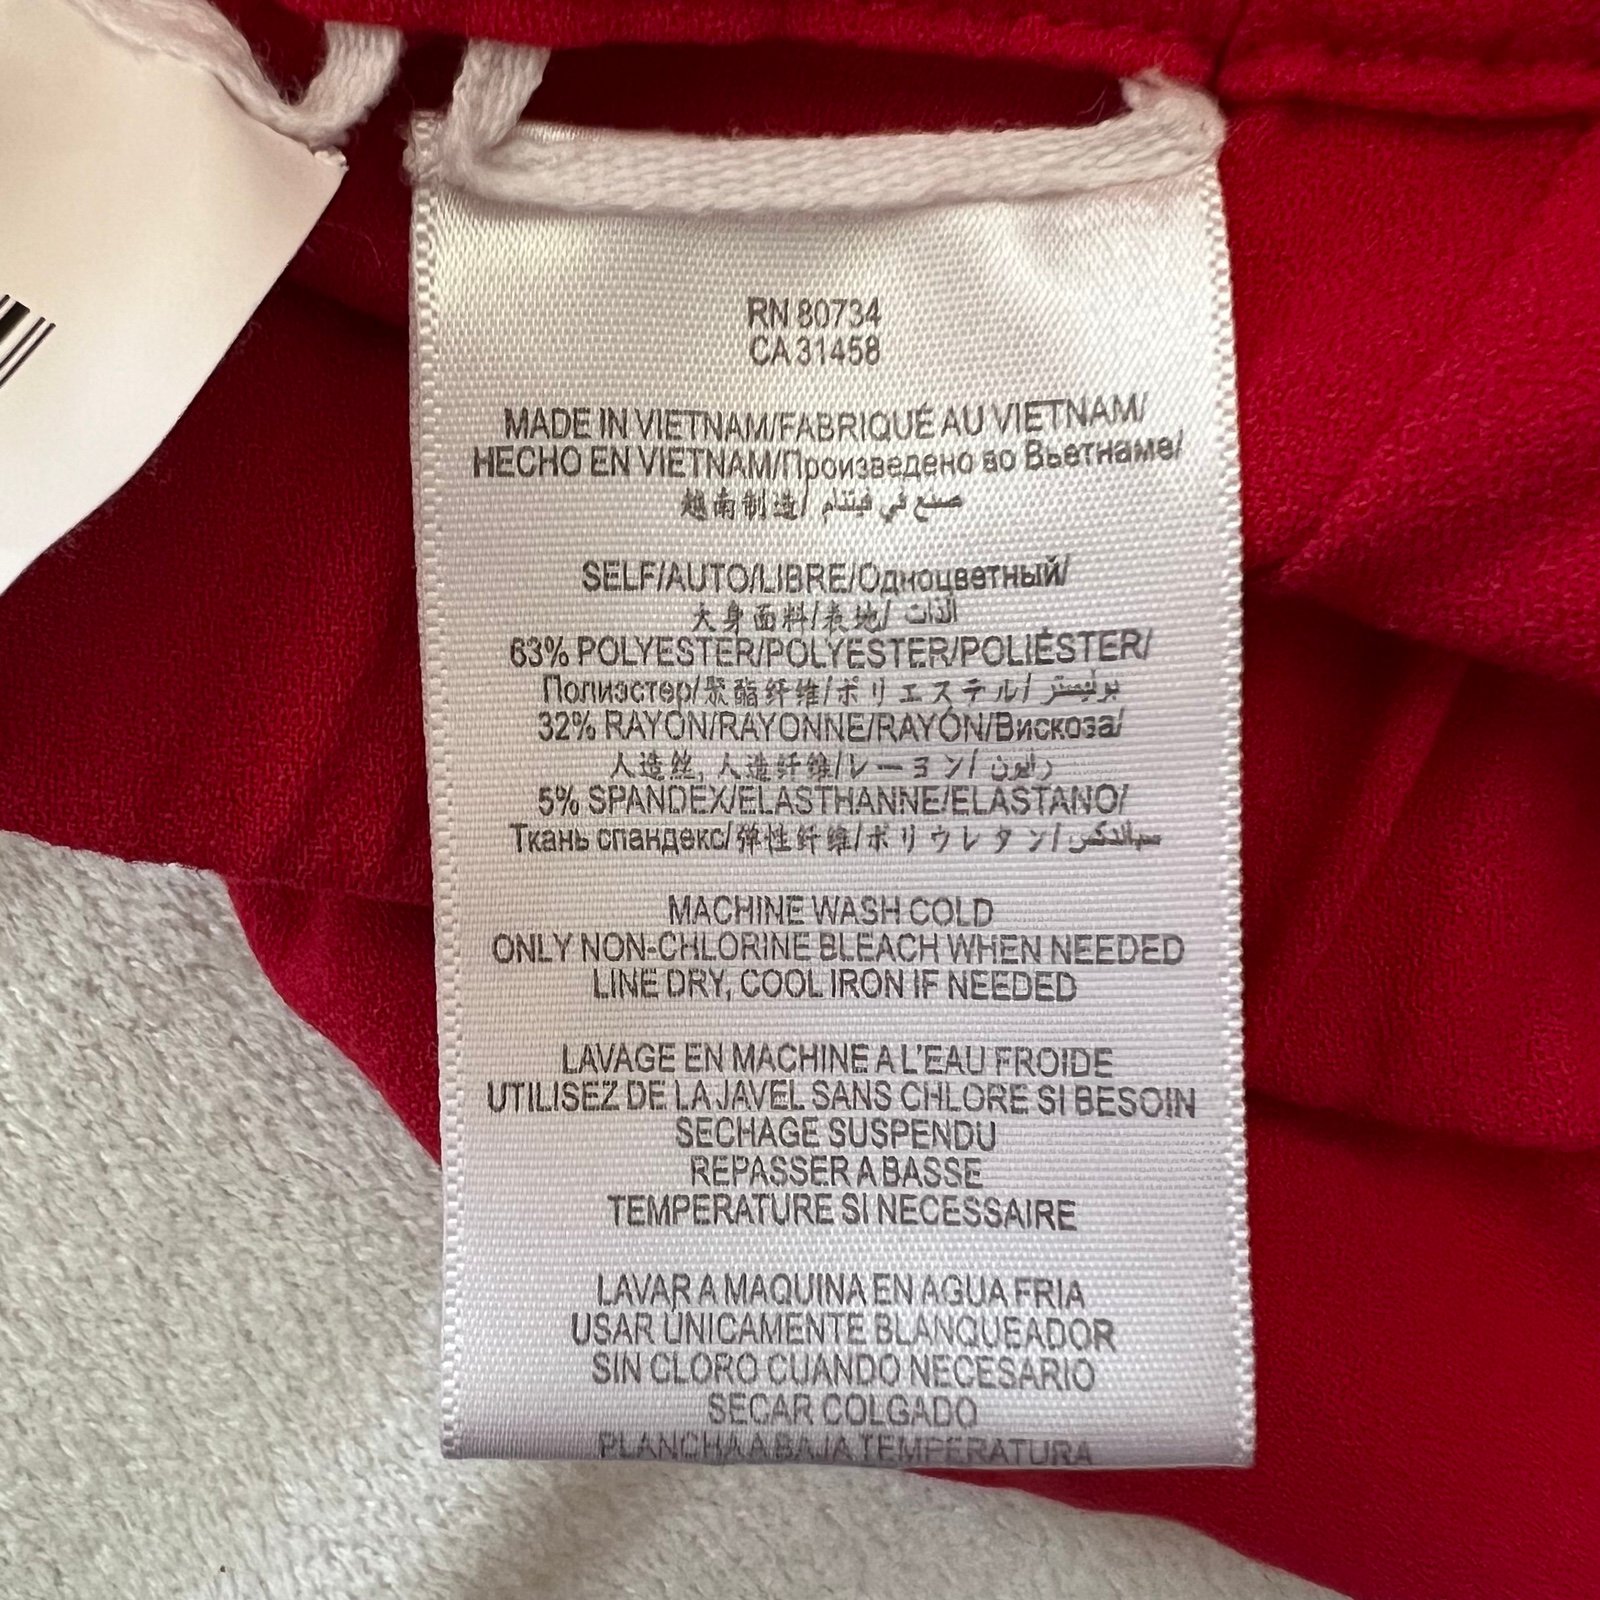 RN 80734
CA 31458
MADE IN VIETNAM/FABRIQUÉ AU VIETNAM/
HECHO EN VIETNAM/Произведено во Вьетнаме/
越南制造/ صنع في فيتنام
SELF/AUTO/LIBRE/Одноцветный/
大身面料/表地/ الذات
63% POLYESTER/POLYESTER/POLIÉSTER/
Полиэстер/聚酯纤维/ポリエステル/ بوليستر
32% RAYON/RAYONNE/RAYÓN/Вискоза/
人造丝, 人造纤维/レーヨン/ رايون
5% SPANDEX/ELASTHANNE/ELASTANO/
Ткань спандекс/弹性纤维/ポリウレタン/ سباندكس
MACHINE WASH COLD
ONLY NON-CHLORINE BLEACH WHEN NEEDED
LINE DRY, COOL IRON IF NEEDED
LAVAGE EN MACHINE A L'EAU FROIDE
UTILISEZ DE LA JAVEL SANS CHLORE SI BESOIN
SECHAGE SUSPENDU
REPASSER A BASSE
TEMPERATURE SI NECESSAIRE
LAVAR A MAQUINA EN AGUA FRIA
USAR ÚNICAMENTE BLANQUEADOR
SIN CLORO CUANDO NECESARIO
SECAR COLGADO
PLANCHA A BAJA TEMPERATURA